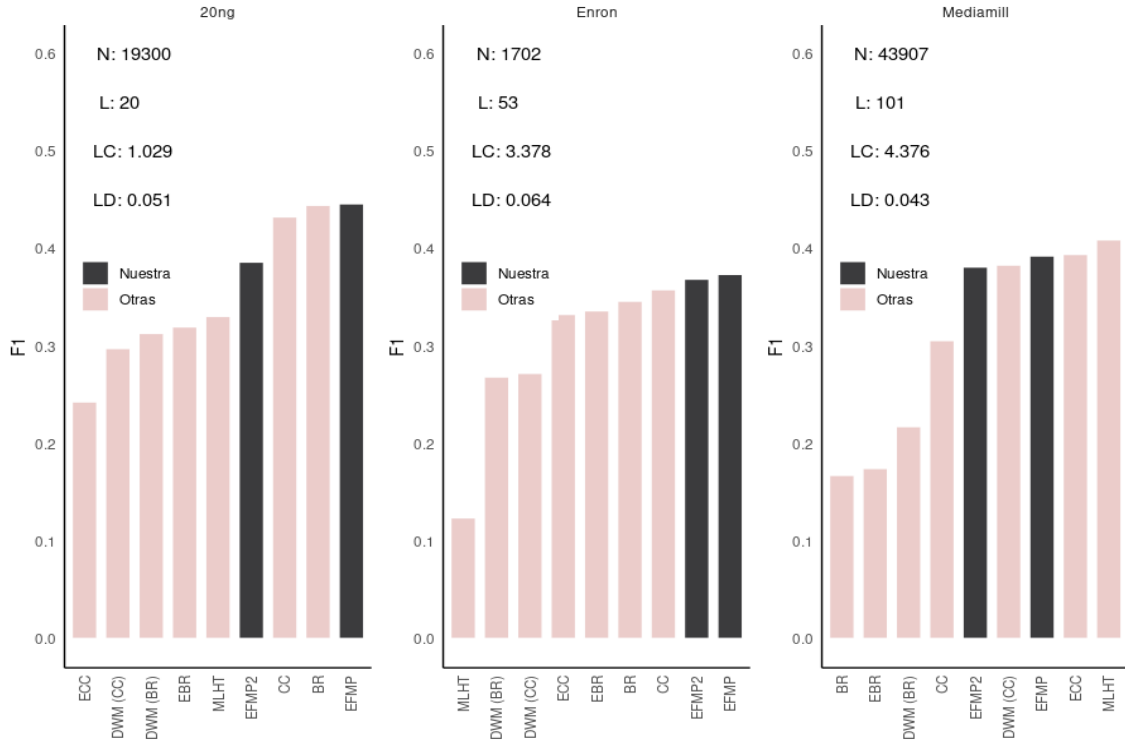 20ng
N: 19300
L: 20
LC: 1.029
LD: 0.051
Nuestra
Otras
F1
0.6
0.5
0.4
0.3
0.2
0.1
0.0
ECC
DWM (CC)
DWM (BR)
EBR
MLHT
EFMP2
CC
BR
EFMP
Enron
N: 1702
L: 53
LC: 3.378
LD: 0.064
Nuestra
Otras
F1
0.6
0.5
0.4
0.3
0.2
0.1
0.0
MLHT
DWM (BR)
DWM (CC)
ECC
EBR
BR
CC
EFMP2
EFMP
Mediamill
N: 43907
L: 101
LC: 4.376
LD: 0.043
Nuestra
Otras
F1
0.6
0.5
0.4
0.3
0.2
0.1
0.0
BR
EBR
DWM (BR)
CC
EFMP2
DWM (CC)
EFMP
ECC
MLHT